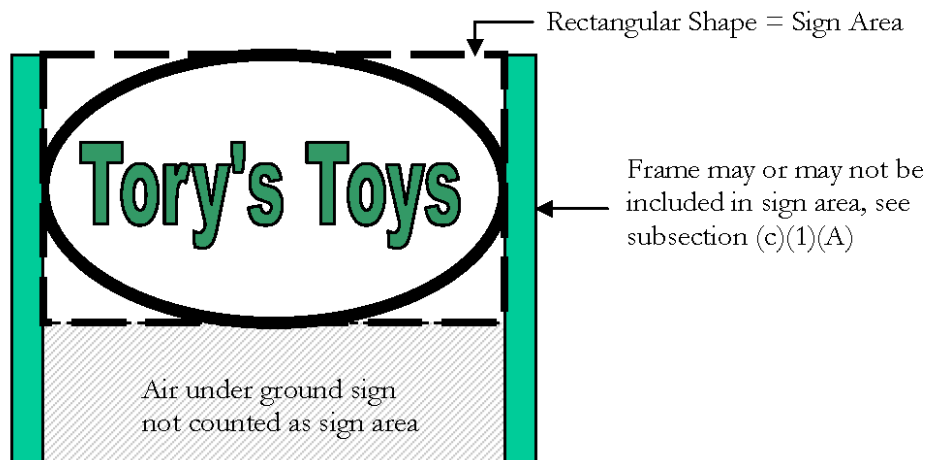 Rectangular Shape = Sign Area
Tory's Toys
Frame may or may not be
included in sign area, see
subsection (c)(1)(A)
Air under ground sign
not counted as sign area